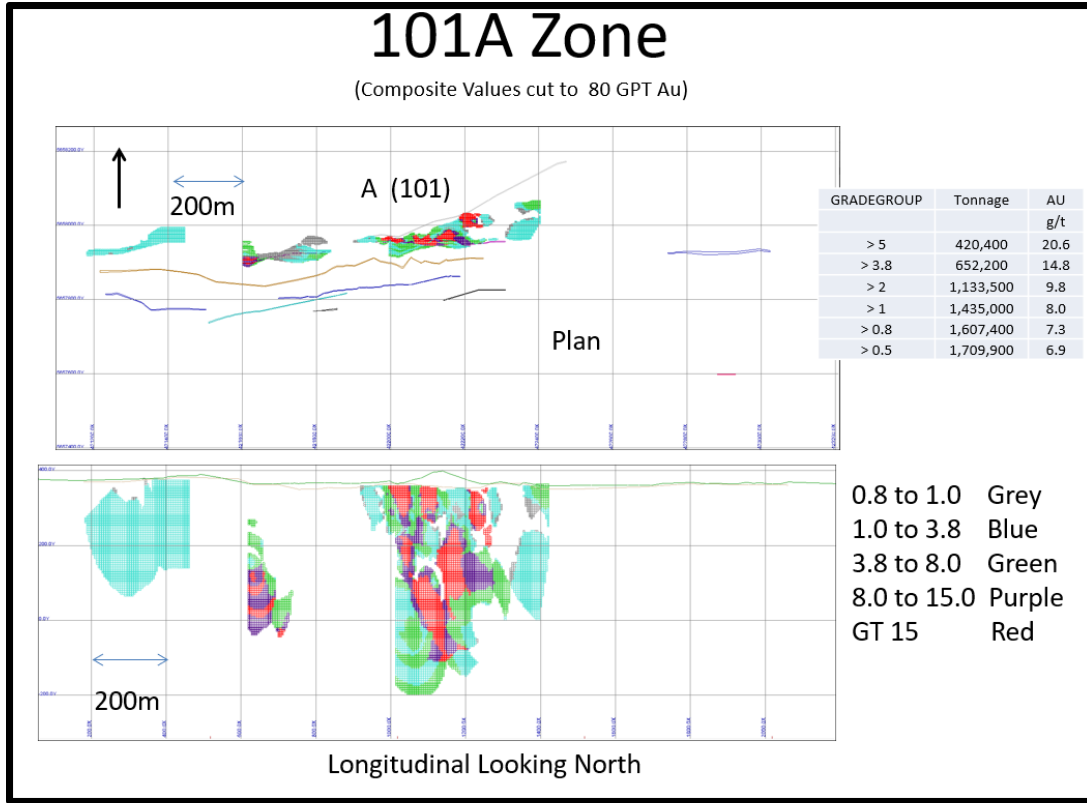 101A Zone
(Composite Values cut to 80 GPT Au)
200m
A (101)
Plan
GRADEGROUP Tonnage AU
g/t
> 5 420,400 20.6
> 3.8 652,200 14.8
> 2 1,133,500 9.8
> 1 1,435,000 8.0
> 0.8 1,607,400 7.3
> 0.5 1,709,900 6.9
0.8 to 1.0 Grey
1.0 to 3.8 Blue
3.8 to 8.0 Green
8.0 to 15.0 Purple
GT 15 Red
200m
Longitudinal Looking North